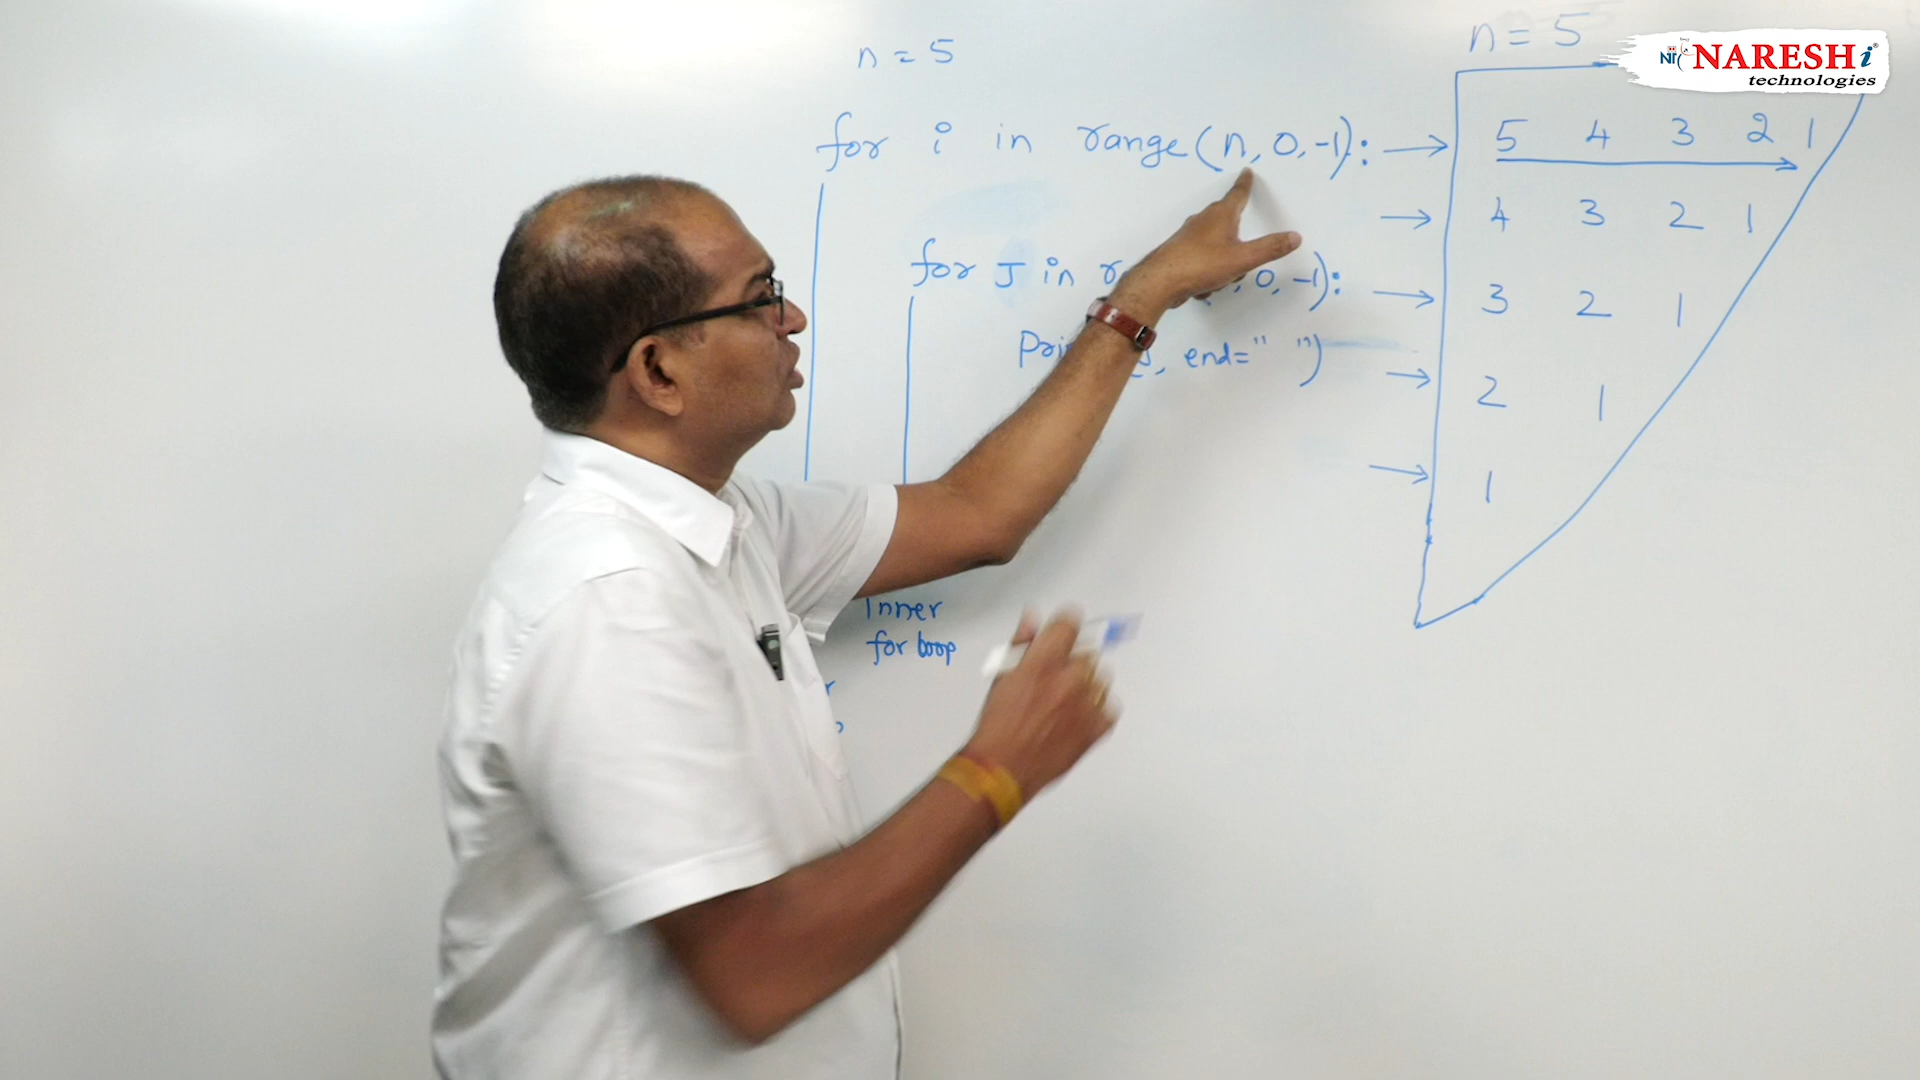 n = 5
for i in range(n, 0, -1):
for J in 0, -1):
end=" ")
Inner
for loop
n = 5
5 4 3 2 1
4 3 2 1
3 2 1
2 1
1
NARESH i
technologies